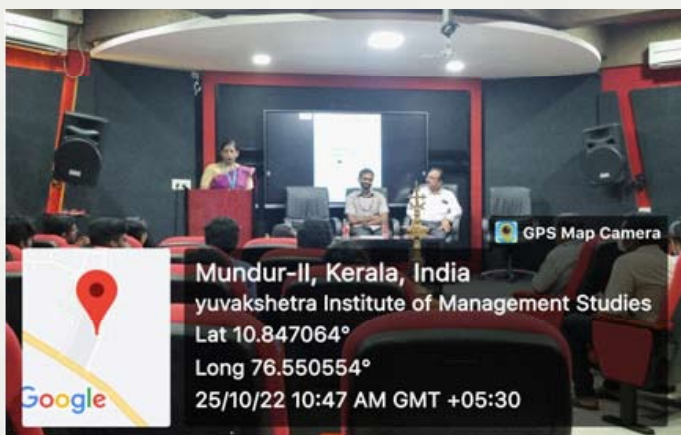 GPS Map Camera
Mundur-II, Kerala, India
yuvakshetra Institute of Management Studies
Lat 10.847064°
Long 76.550554°
25/10/22 10:47 AM GMT +05:30
Google